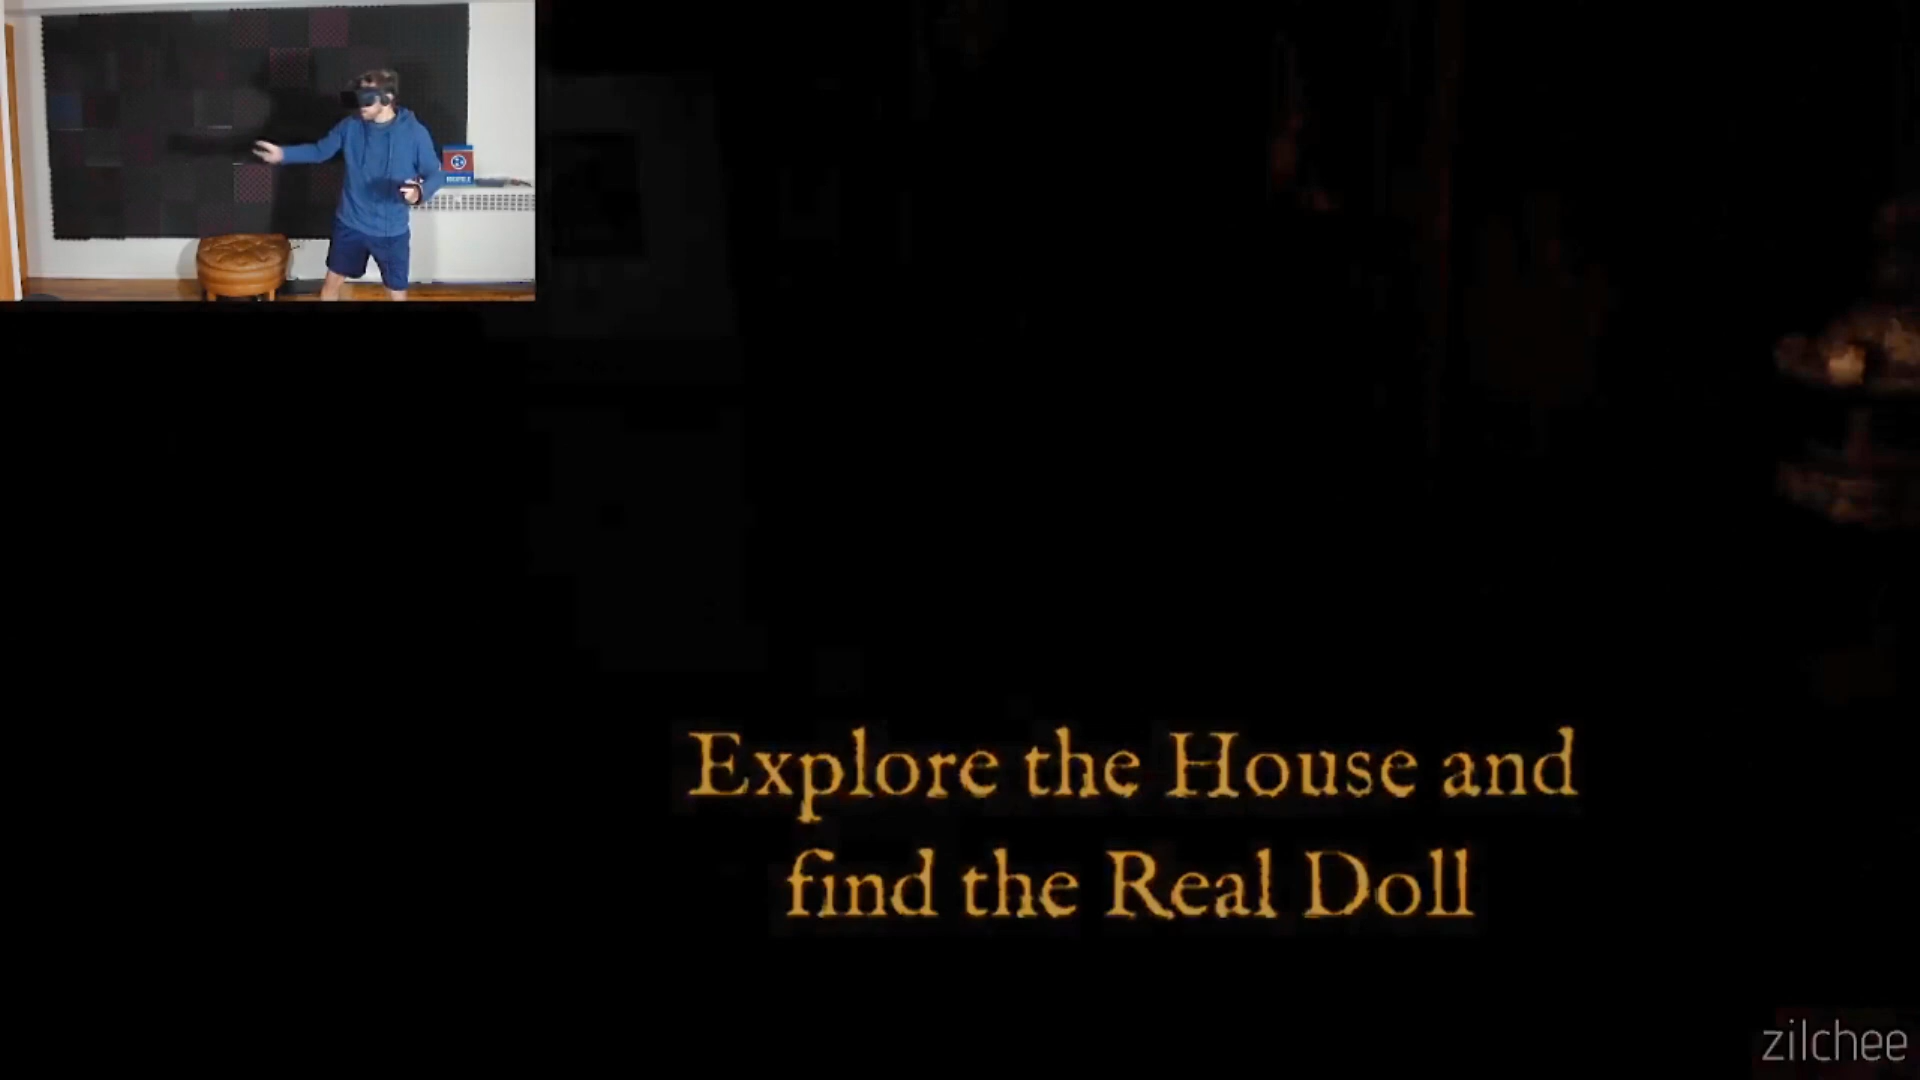 Explore the House and
find the Real Doll
zilchee